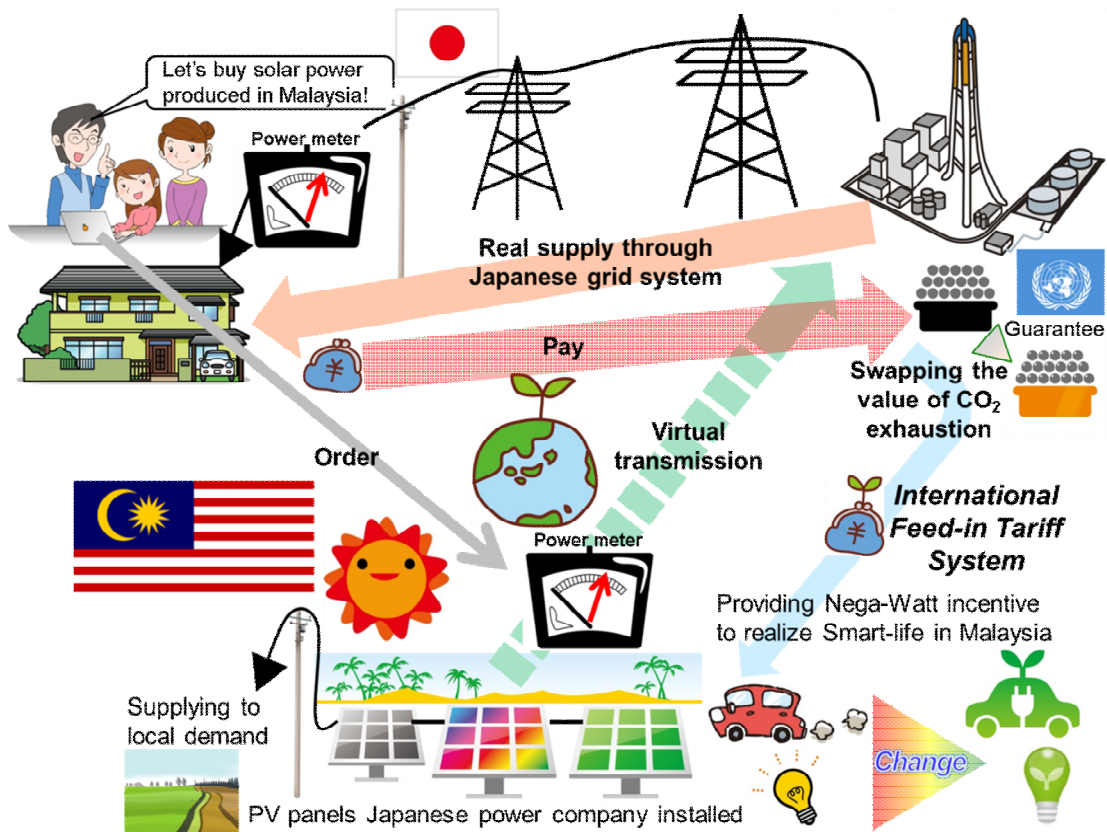 Let's buy solar power
produced in Malaysia!
Power meter
Real supply through
Japanese grid system
Pay
¥
Guarantee
Swapping the
value of CO₂
exhaustion
Order
Virtual
transmission
¥
International
Feed-in Tariff
System
Power meter
Providing Nega-Watt incentive
to realize Smart-life in Malaysia
Supplying to
local demand
Change
PV panels Japanese power company installed